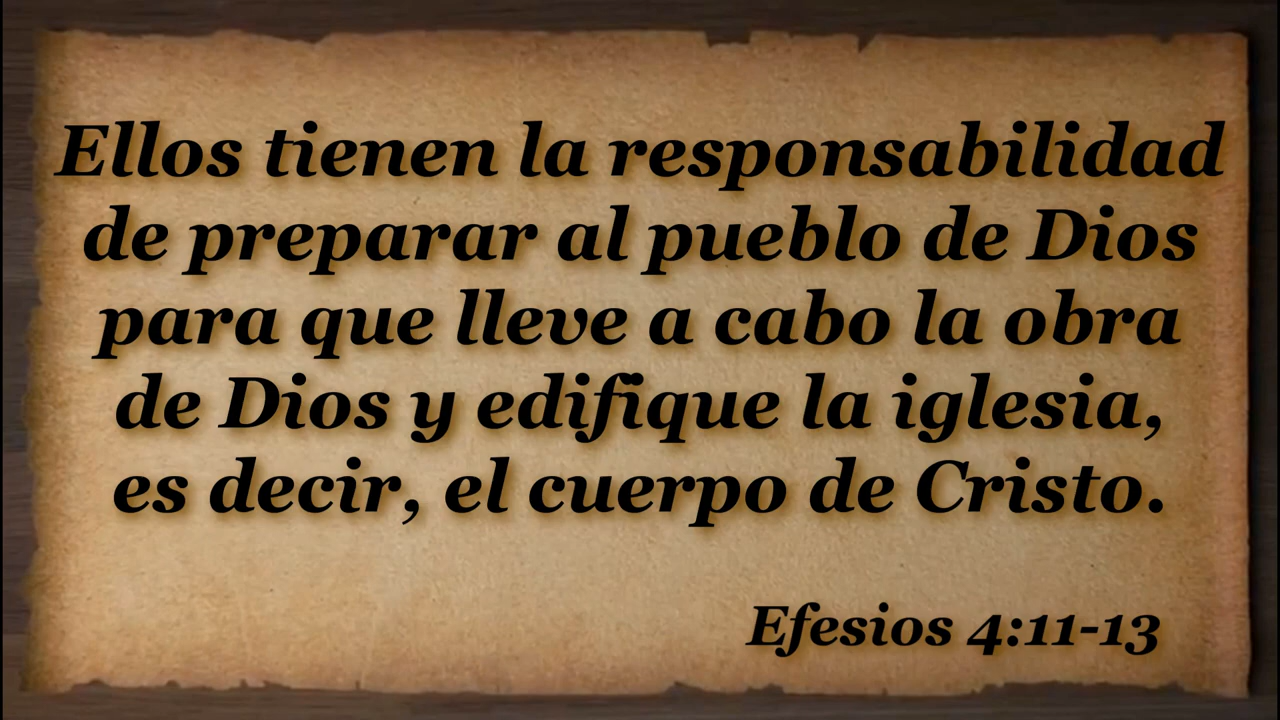 Ellos tienen la responsabilidad
de preparar al pueblo de Dios
para que lleve a cabo la obra
de Dios y edifique la iglesia,
es decir, el cuerpo de Cristo.
Efesios 4:11-13